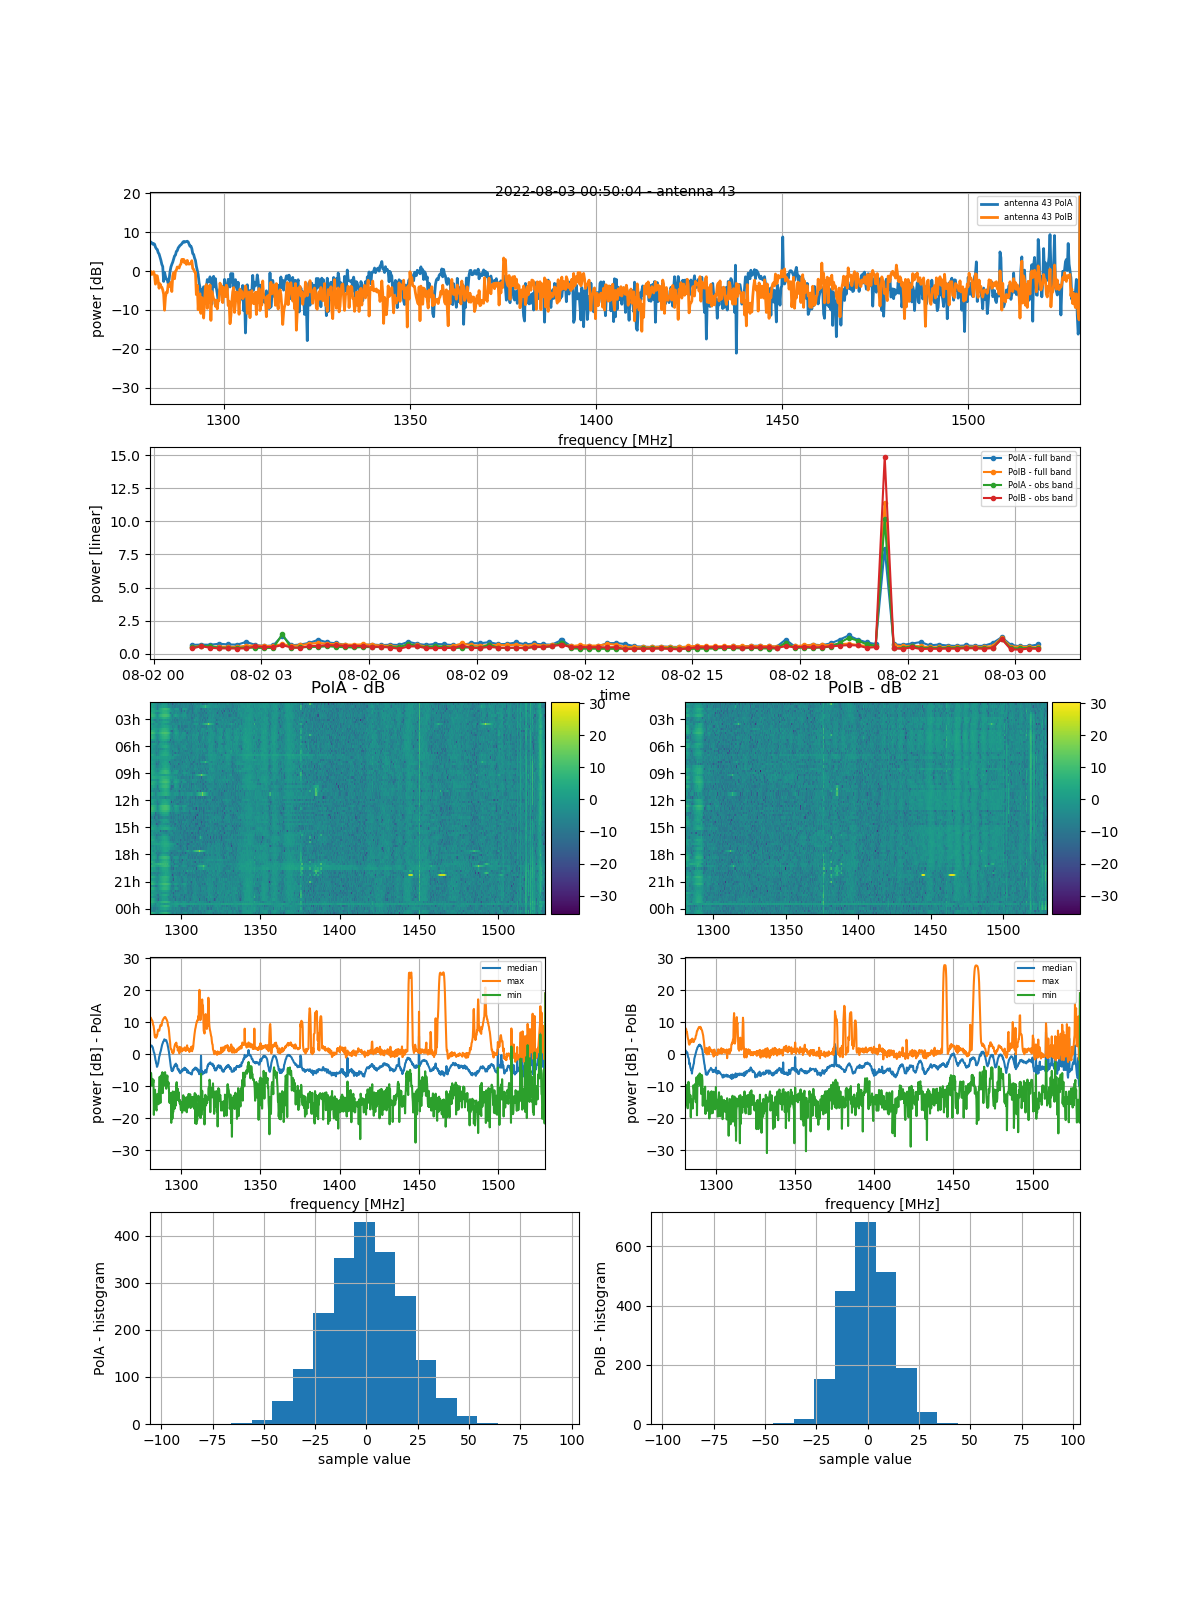 2022-08-03 00:50:04 - antenna 43
20
10
0
−10
−20
−30
power [dB]
antenna 43 PolA
antenna 43 PolB
1300 1350 1400 1450 1500
frequency [MHz]
15.0
12.5
10.0
7.5
5.0
2.5
0.0
power [linear]
PolA - full band
PolB - full band
PolA - obs band
PolB - obs band
08-02 00 08-02 03 08-02 06 08-02 09 08-02 12 08-02 15 08-02 18 08-02 21 08-03 00
time
PolA - dB
03h
06h
09h
12h
15h
18h
21h
00h
1300 1350 1400 1450 1500
30
20
10
0
−10
−20
−30
PolB - dB
03h
06h
09h
12h
15h
18h
21h
00h
1300 1350 1400 1450 1500
30
20
10
0
−10
−20
−30
30
20
10
0
−10
−20
−30
power [dB] - PolA
median
max
min
1300 1350 1400 1450 1500
frequency [MHz]
30
20
10
0
−10
−20
−30
power [dB] - PolB
median
max
min
1300 1350 1400 1450 1500
frequency [MHz]
400
300
200
100
0
PolA - histogram
−100 −75 −50 −25 0 25 50 75 100
sample value
600
400
200
0
PolB - histogram
−100 −75 −50 −25 0 25 50 75 100
sample value